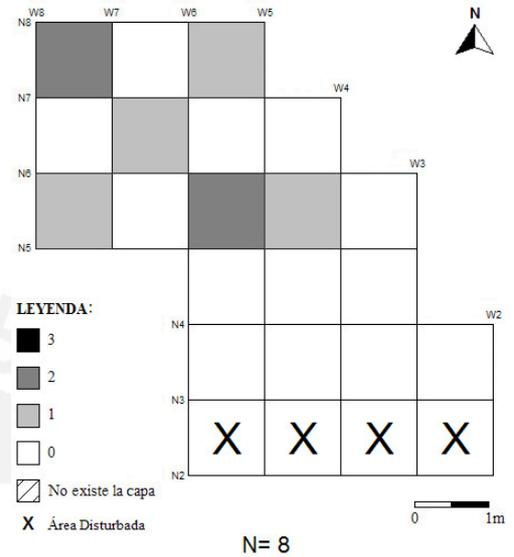 W8 W7 W6 W5
N8
N
W4
N7
W3
N6
N5
LEYENDA:
W2
N4
3
2
N3
1
X X X X
0
N2
No existe la capa
X Área Disturbada
0 1m
N= 8